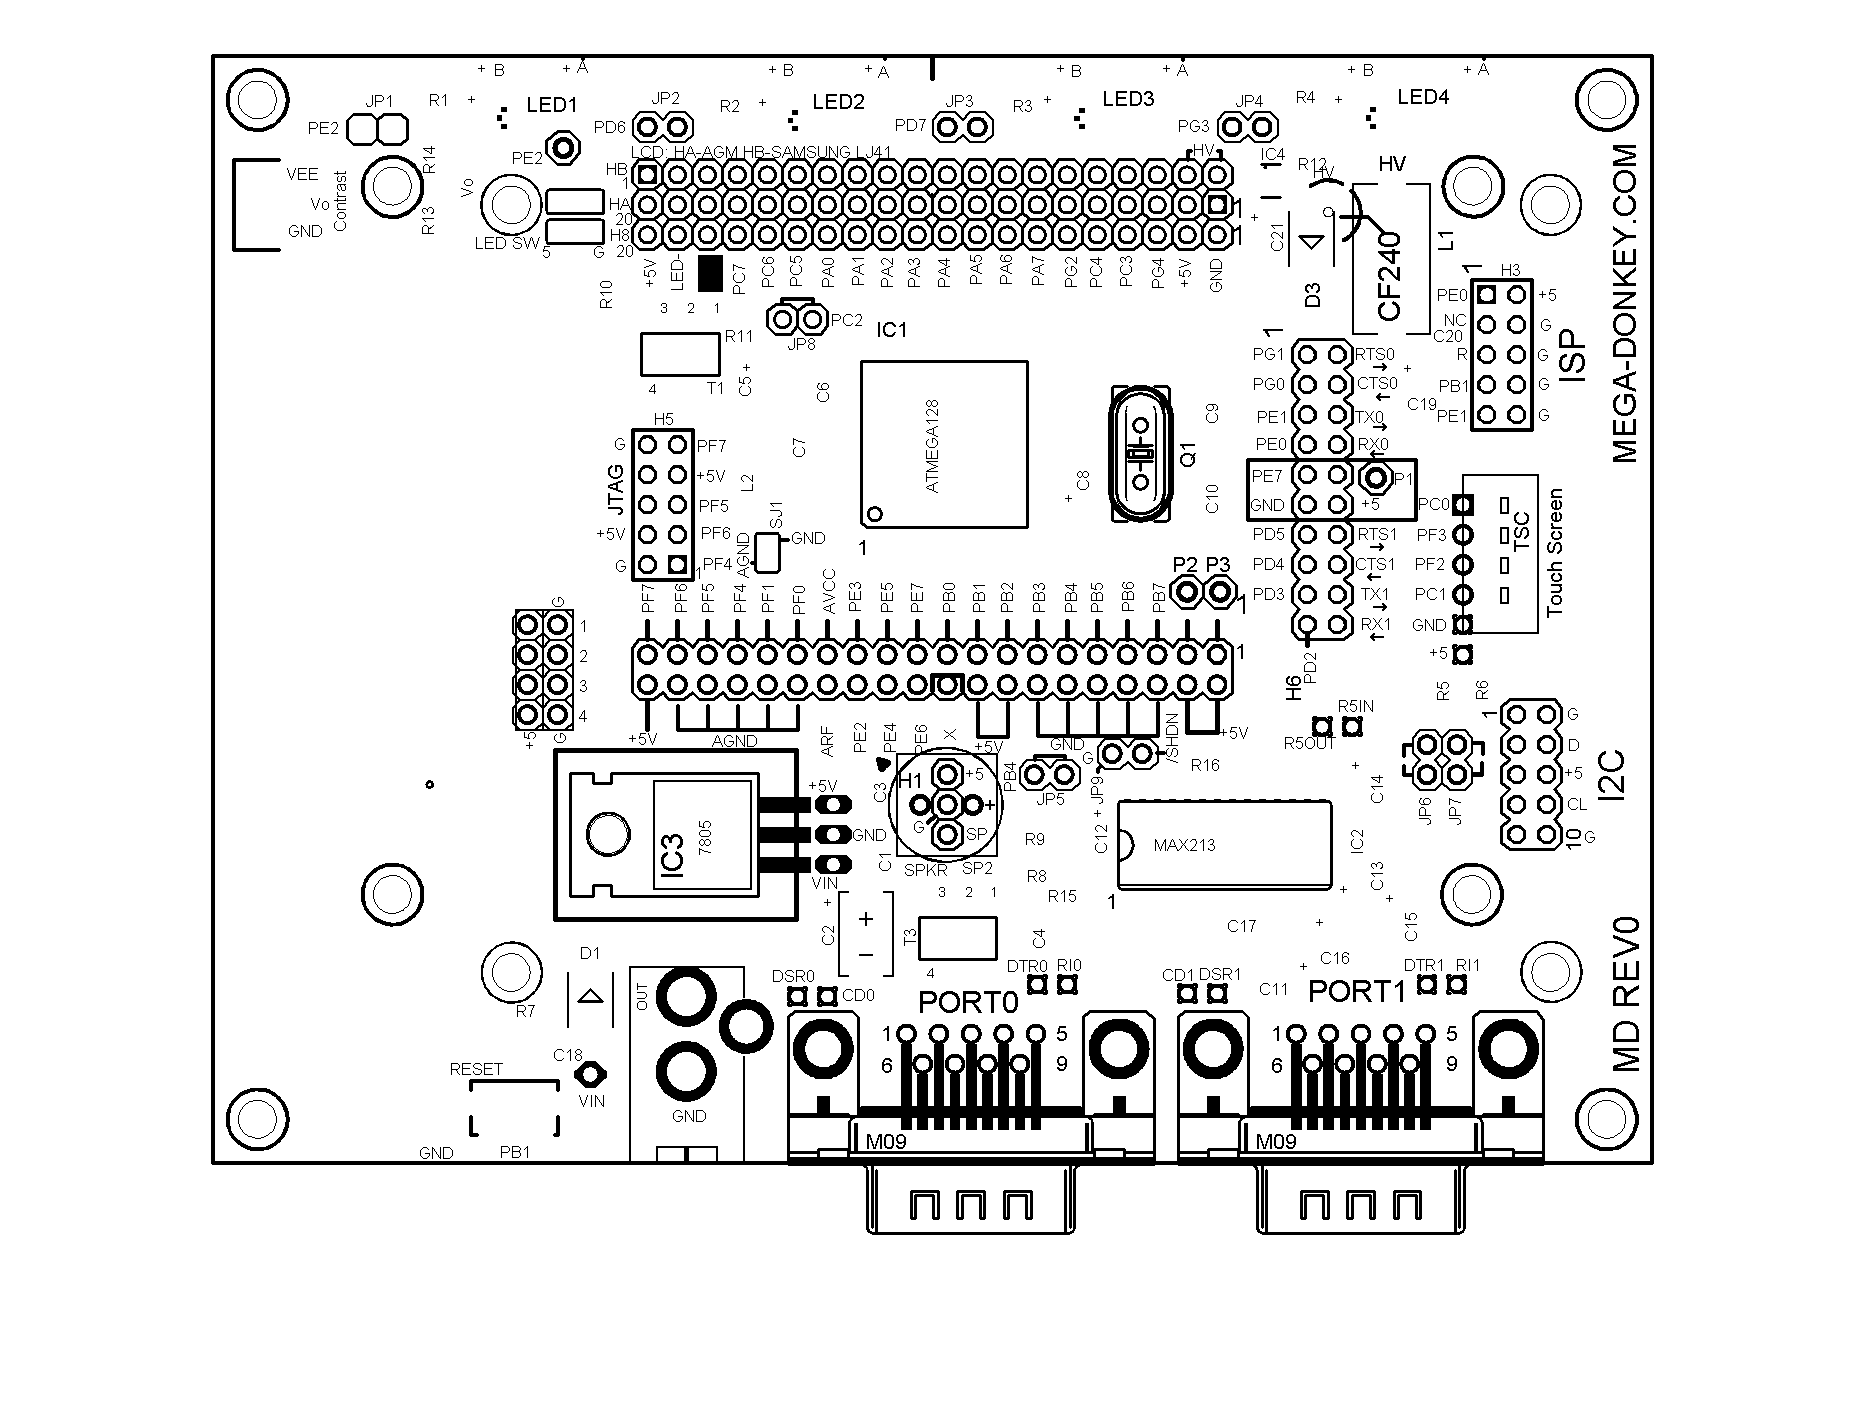 + B
+ A
+ B
+ A
+ B
+ A
+ B
+ A
JP1
R1
+
LED1
JP2
R2
+
LED2
JP3
R3
+
LED3
JP4
R4
+
LED4
PE2
PD6
PD7
PG3
PE2
R14
LCD: HA-AGM HB-SAMSUNG LJ41
HV
IC4
R12
HV
HV
VEE
Vo
GND
Contrast
R13
Vo
LED SW
5
G
HB
1
HA
20
H8
20
1
1
+
C21
D3
CF240
L1
MEGA-DONKEY.COM
R10
+5V
LED-
PC7
PC6
PC5
PA0
PA1
PA2
PA3
PA4
PA5
PA6
PA7
PG2
PC4
PC3
PG4
+5V
GND
3
2
1
R11
4
T1
PC2
JP8
IC1
C5 +
C6
C7
ATMEGA128
1
Q1
C9
C10
C8
+
1
H3
PE0
+5
NC
G
C20
R
G
PB1
G
PE1
G
ISP
1
PG1
RTS0
PG0
CTS0
PE1
TX0
PE0
RX0
PE7
P1
GND
+5
PD5
RTS1
PD4
CTS1
PD3
TX1
RX1
PD2
H6
+
C19
H5
JTAG
G
PF7
+5V
PF5
+5V
PF6
G
1
PF4
L2
SJ1
GND
AGND
PC0
PF3
PF2
PC1
GND
+5
TSC
Touch Screen
P2
P3
1
PF7
PF6
PF5
PF4
PF1
PF0
AVCC
PE3
PE5
PE7
PB0
PB1
PB2
PB3
PB4
PB5
PB6
PB7
1
G
1
2
3
4
+5
G
+5V
AGND
ARF
PE2
PE4
PE6
X
+5V
GND
/SHDN
+5V
R5
R6
R5IN
R5OUT
1
G
D
+5
CL
10
G
I2C
JP6
JP7
IC3
7805
+5V
GND
VIN
C3
C1
H1
+5
+
G
SP
SPKR
SP2
PB4
JP5
G
JP9
+
C12
R16
+
C14
MAX213
1
IC2
C13
+
+
R9
R8
R15
3
2
1
+
C2
+
−
T3
4
C4
C17
+
C16
+
C15
C11
D1
R7
OUT
GND
C18
VIN
RESET
GND
PB1
DSR0
CD0
DTR0
RI0
PORT0
1
5
6
9
M09
CD1
DSR1
DTR1
RI1
PORT1
1
5
6
9
M09
MD REV0